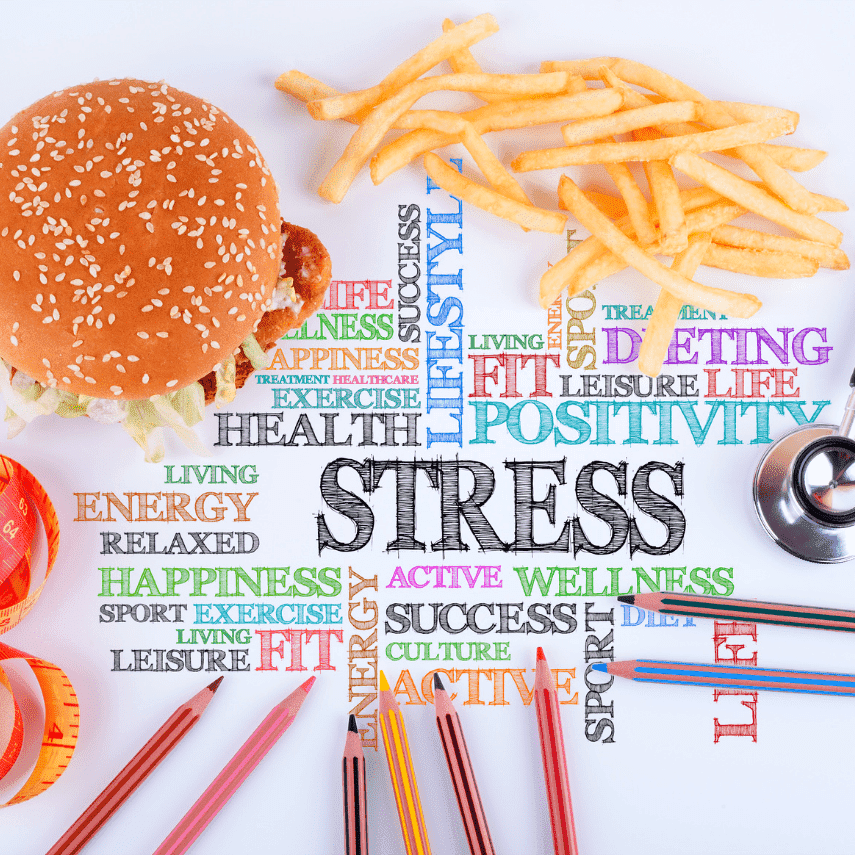 SUCCESS
LIFESTYLE
LIFE
WELLNESS
HAPPINESS
TREATMENT HEALTHCARE
EXERCISE
HEALTH
SPORT
TREATMENT
LIVING
DIETING
FIT
LEISURE
LIFE
POSITIVITY
STRESS
LIVING
ENERGY
RELAXED
HAPPINESS
SPORT
EXERCISE
LIVING
LEISURE
FIT
ENERGY
ACTIVE
WELLNESS
SUCCESS
CULTURE
ACTIVE
SPORT
DIET
LIFE
63
64
4